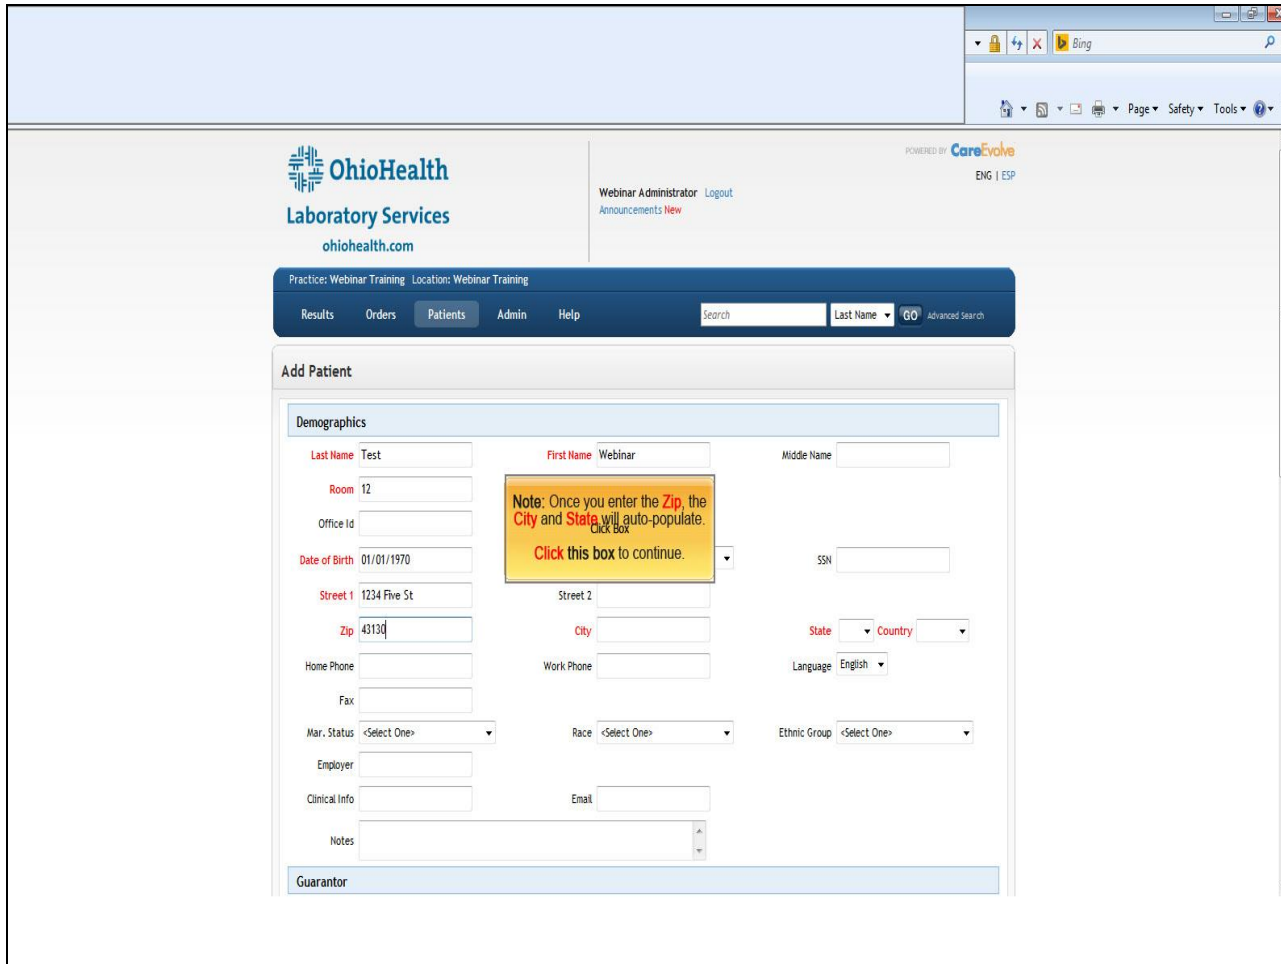 Bing
Page Safety Tools
OhioHealth
Laboratory Services
ohiohealth.com
POWERED BY CareEvolve
ENG | ESP
Webinar Administrator Logout
Announcements New
Practice: Webinar Training Location: Webinar Training
Results Orders Patients Admin Help Search Last Name GO Advanced Search
Add Patient
Demographics
Last Name Test First Name Webinar Middle Name
Room 12
Note: Once you enter the Zip, the
City and State will auto-populate.
Click Box
Click this box to continue.
Office Id
Date of Birth 01/01/1970 SSN
Street 1 1234 Five St Street 2
Zip 43130 City State Country
Home Phone Work Phone Language English
Fax
Mar. Status <Select One> Race <Select One> Ethnic Group <Select One>
Employer
Clinical Info Email
Notes
Guarantor